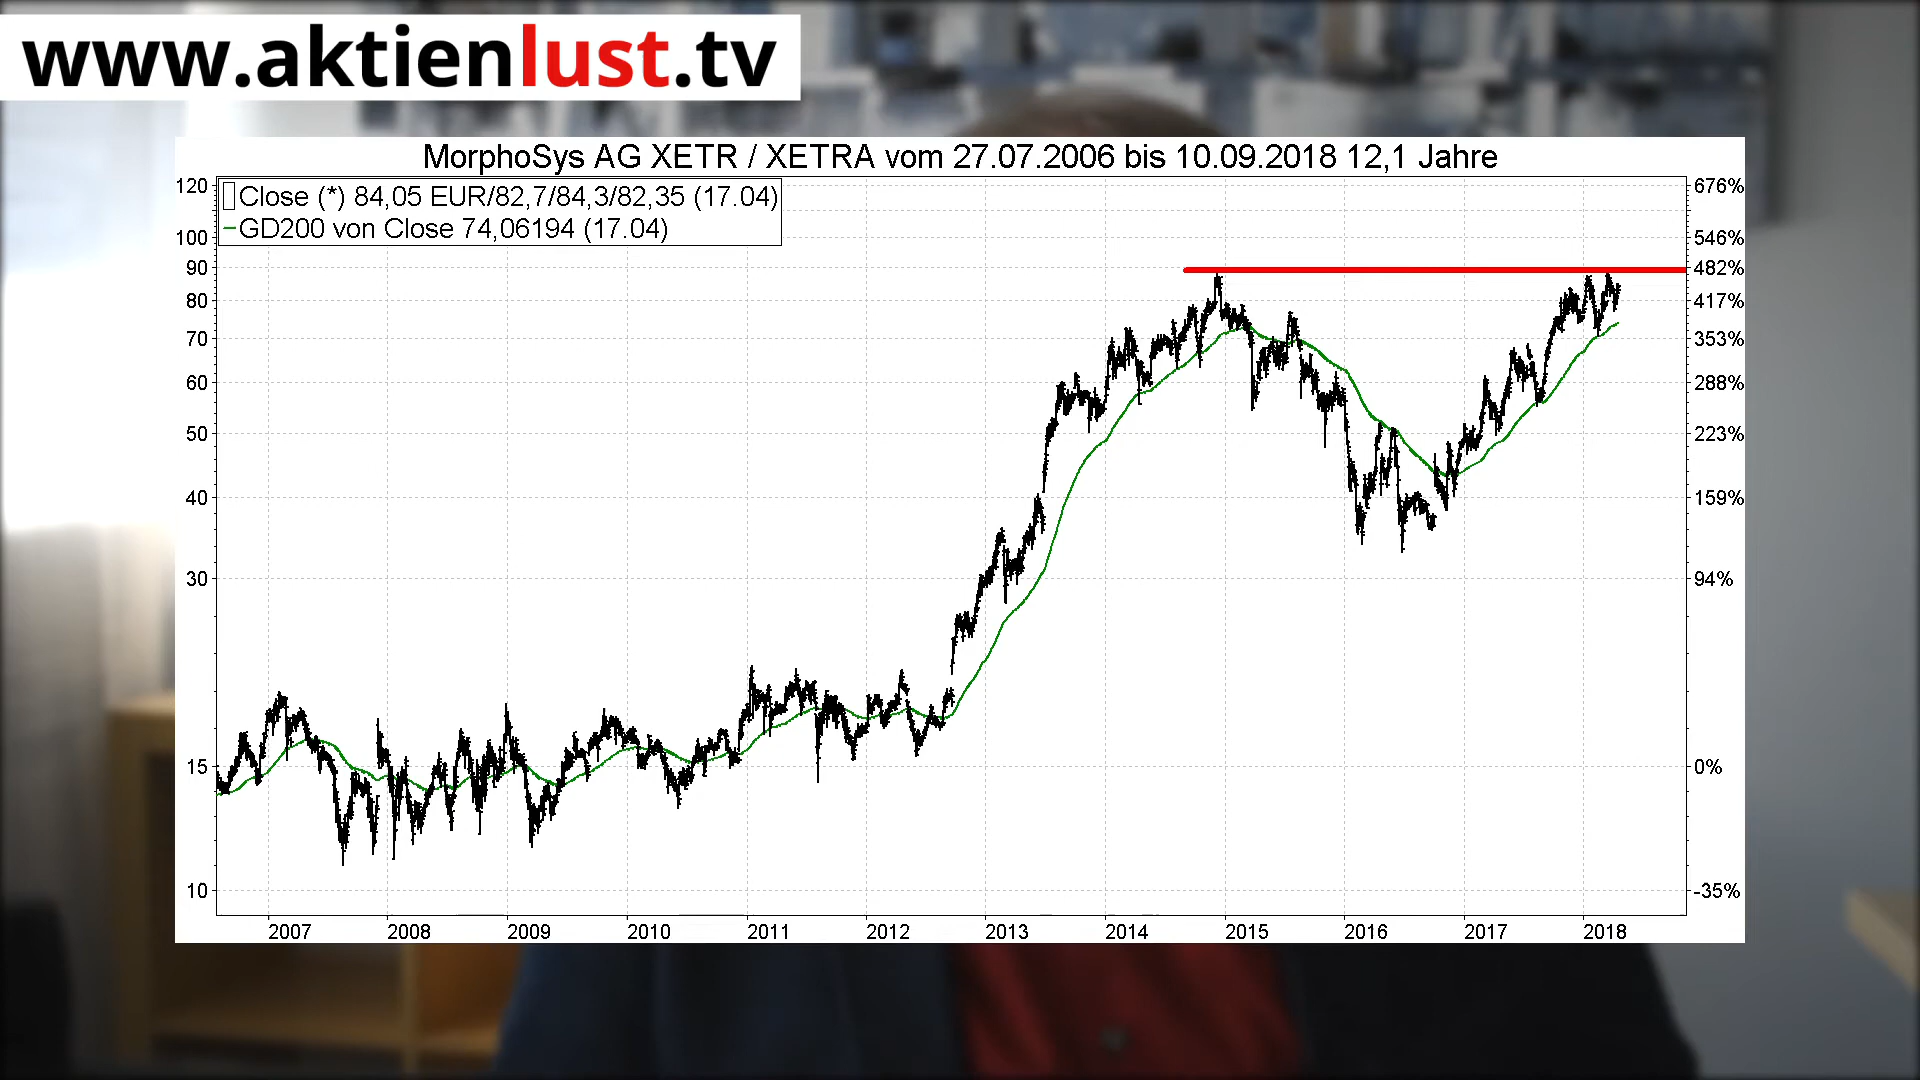 www.aktienlust.tv
MorphoSys AG XETR / XETRA vom 27.07.2006 bis 10.09.2018 12,1 Jahre
Close (*) 84,05 EUR/82,7/84,3/82,35 (17.04)
GD200 von Close 74,06194 (17.04)
120 676%
100 546%
90 482%
80 417%
70 353%
60 288%
50 223%
40 159%
30 94%
15 0%
10 -35%
2007 2008 2009 2010 2011 2012 2013 2014 2015 2016 2017 2018